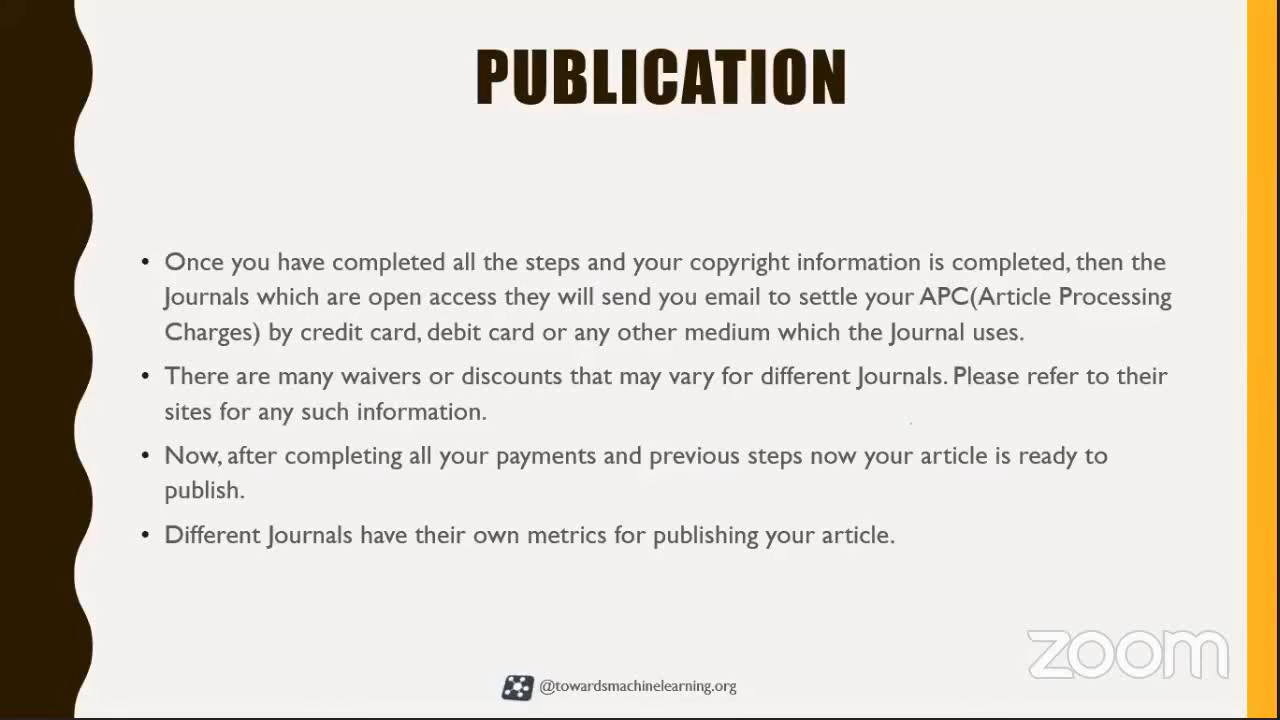 PUBLICATION
• Once you have completed all the steps and your copyright information is completed, then the
Journals which are open access they will send you email to settle your APC(Article Processing
Charges) by credit card, debit card or any other medium which the Journal uses.
• There are many waivers or discounts that may vary for different Journals. Please refer to their
sites for any such information.
• Now, after completing all your payments and previous steps now your article is ready to
publish.
• Different Journals have their own metrics for publishing your article.
zoom
@towardsmachinelearning.org